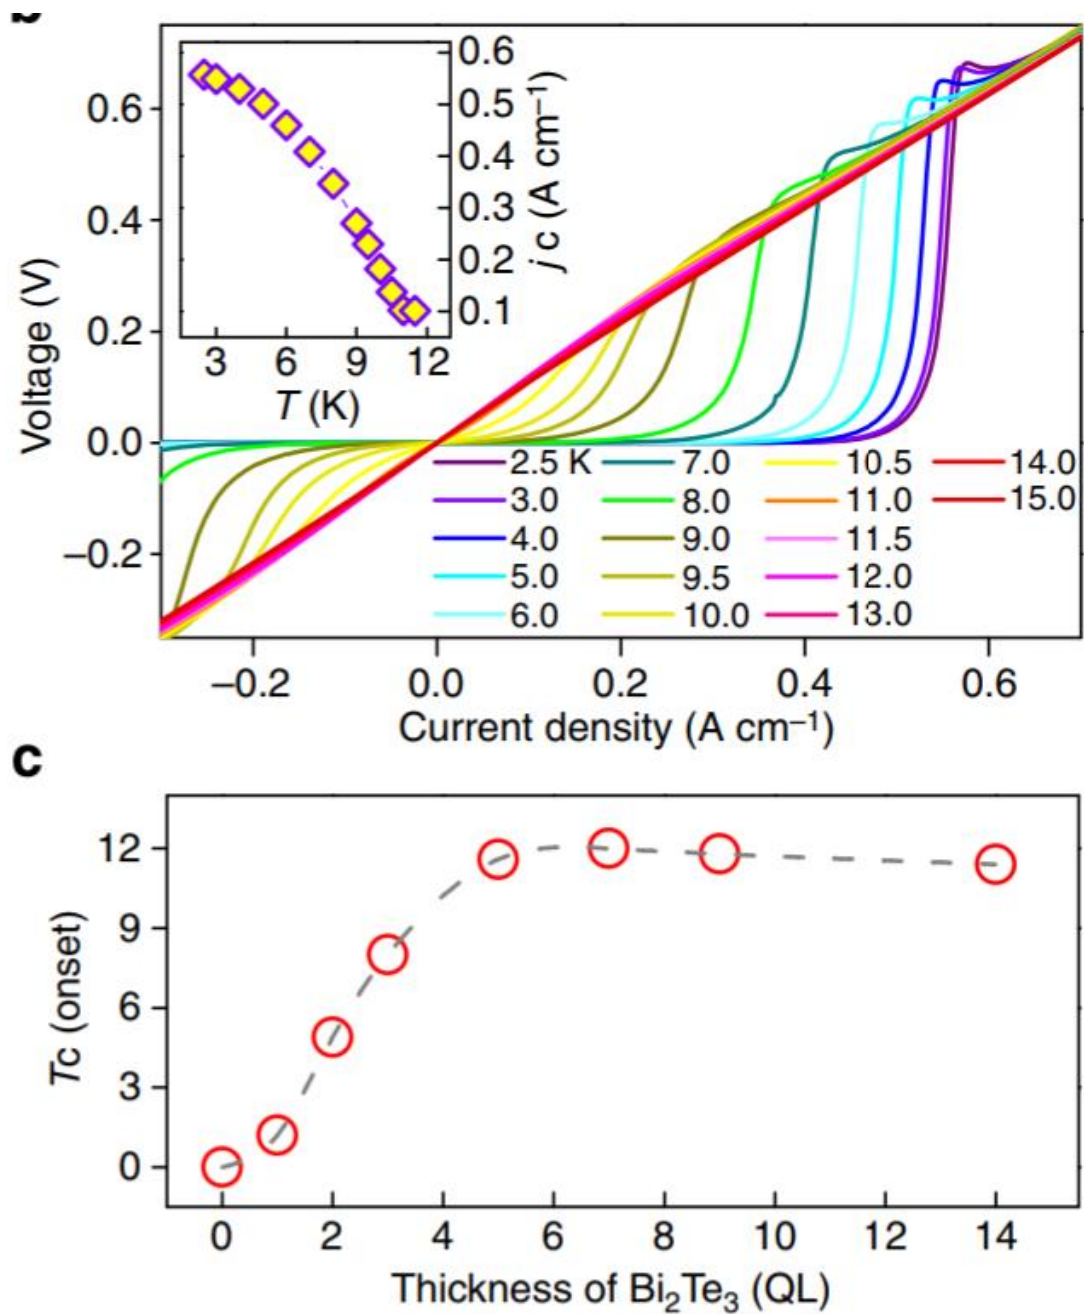 b
0.6
0.5
0.4
0.3
0.2
0.1
j c (A cm–1)
3 6 9 12
T (K)
0.6
0.4
0.2
0.0
–0.2
Voltage (V)
2.5 K 7.0 10.5 14.0
3.0 8.0 11.0 15.0
4.0 9.0 11.5
5.0 9.5 12.0
6.0 10.0 13.0
–0.2 0.0 0.2 0.4 0.6
Current density (A cm–1)
c
12
9
6
3
0
Tc (onset)
0 2 4 6 8 10 12 14
Thickness of Bi2Te3 (QL)